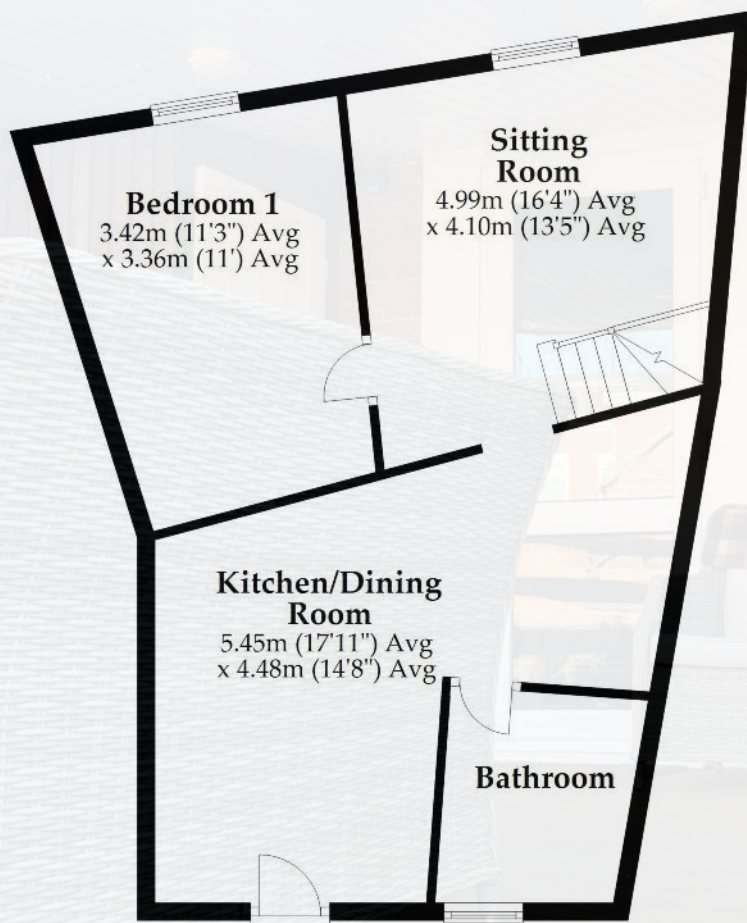 Sitting
Room
4.99m (16'4") Avg
x 4.10m (13'5") Avg
Bedroom 1
3.42m (11'3") Avg
x 3.36m (11') Avg
Kitchen/Dining
Room
5.45m (17'11") Avg
x 4.48m (14'8") Avg
Bathroom